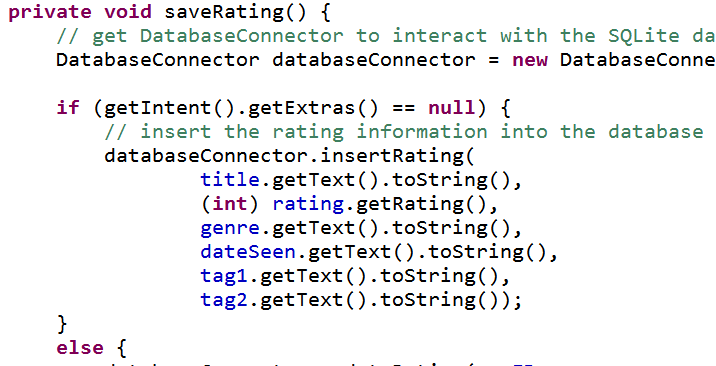 private void saveRating() {
    // get DatabaseConnector to interact with the SQLite da
    DatabaseConnector databaseConnector = new DatabaseConne
    if (getIntent().getExtras() == null) {
        // insert the rating information into the database
        databaseConnector.insertRating(
                title.getText().toString(),
                (int) rating.getRating(),
                genre.getText().toString(),
                dateSeen.getText().toString(),
                tag1.getText().toString(),
                tag2.getText().toString());
    }
    else {